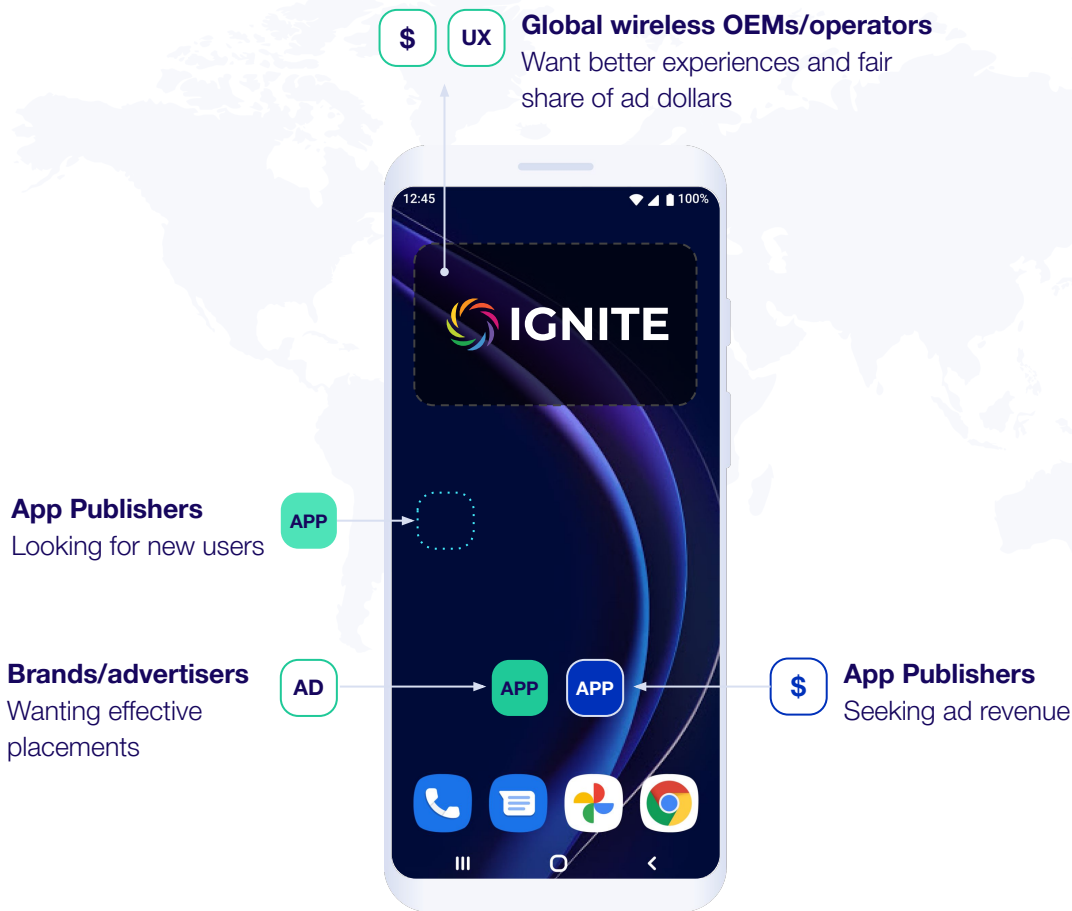 $ UX
Global wireless OEMs/operators
Want better experiences and fair
share of ad dollars
12:45 100%
IGNITE
App Publishers
Looking for new users
APP
Brands/advertisers
Wanting effective
placements
AD
APP APP
$
App Publishers
Seeking ad revenue